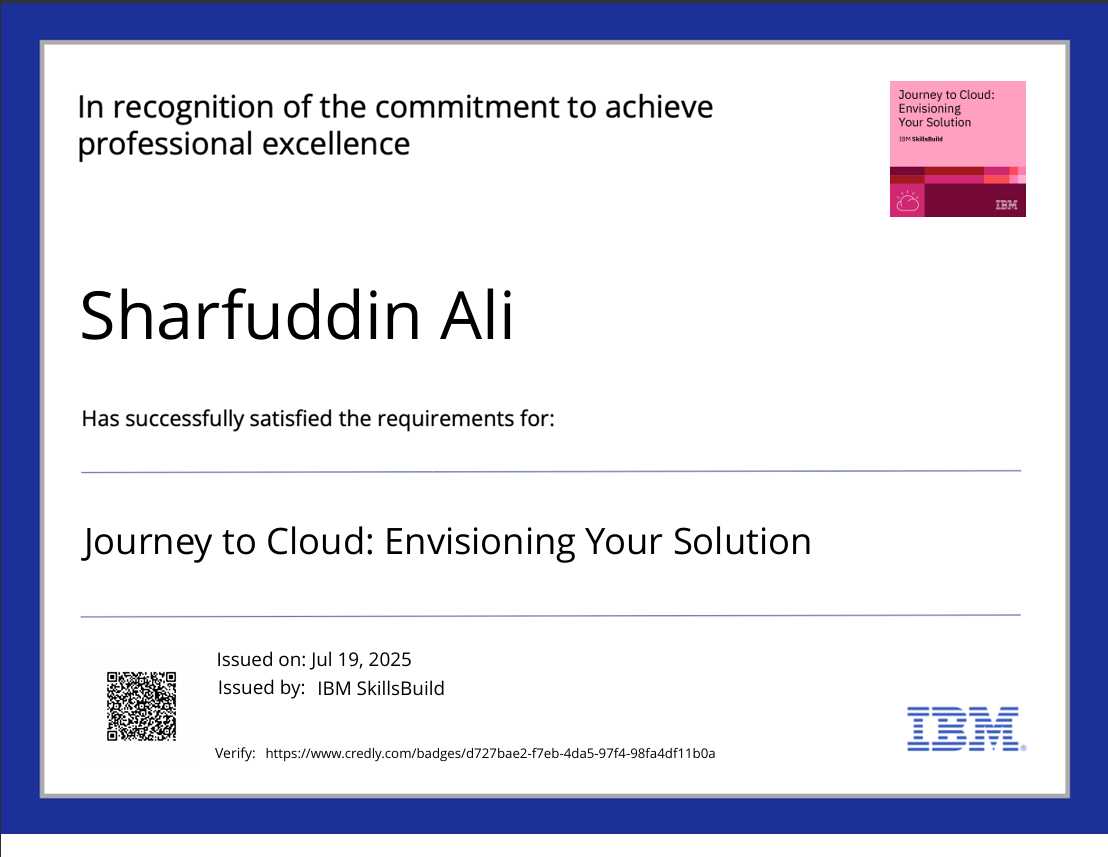 In recognition of the commitment to achieve
professional excellence
Journey to Cloud:
Envisioning
Your Solution
IBM SkillsBuild
IBM
Sharfuddin Ali
Has successfully satisfied the requirements for:
Journey to Cloud: Envisioning Your Solution
Issued on: Jul 19, 2025
Issued by: IBM SkillsBuild
Verify: https://www.credly.com/badges/d727bae2-f7eb-4da5-97f4-98fa4df11b0a
IBM®